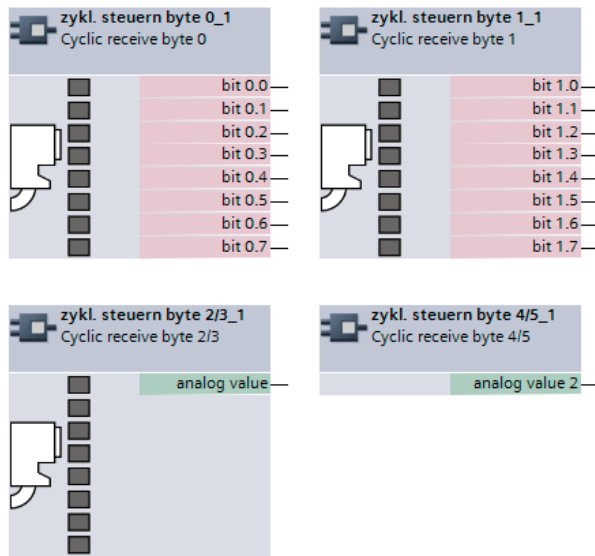 zykl. steuern byte 0_1
Cyclic receive byte 0
bit 0.0
bit 0.1
bit 0.2
bit 0.3
bit 0.4
bit 0.5
bit 0.6
bit 0.7
zykl. steuern byte 1_1
Cyclic receive byte 1
bit 1.0
bit 1.1
bit 1.2
bit 1.3
bit 1.4
bit 1.5
bit 1.6
bit 1.7
zykl. steuern byte 2/3_1
Cyclic receive byte 2/3
analog value
zykl. steuern byte 4/5_1
Cyclic receive byte 4/5
analog value 2